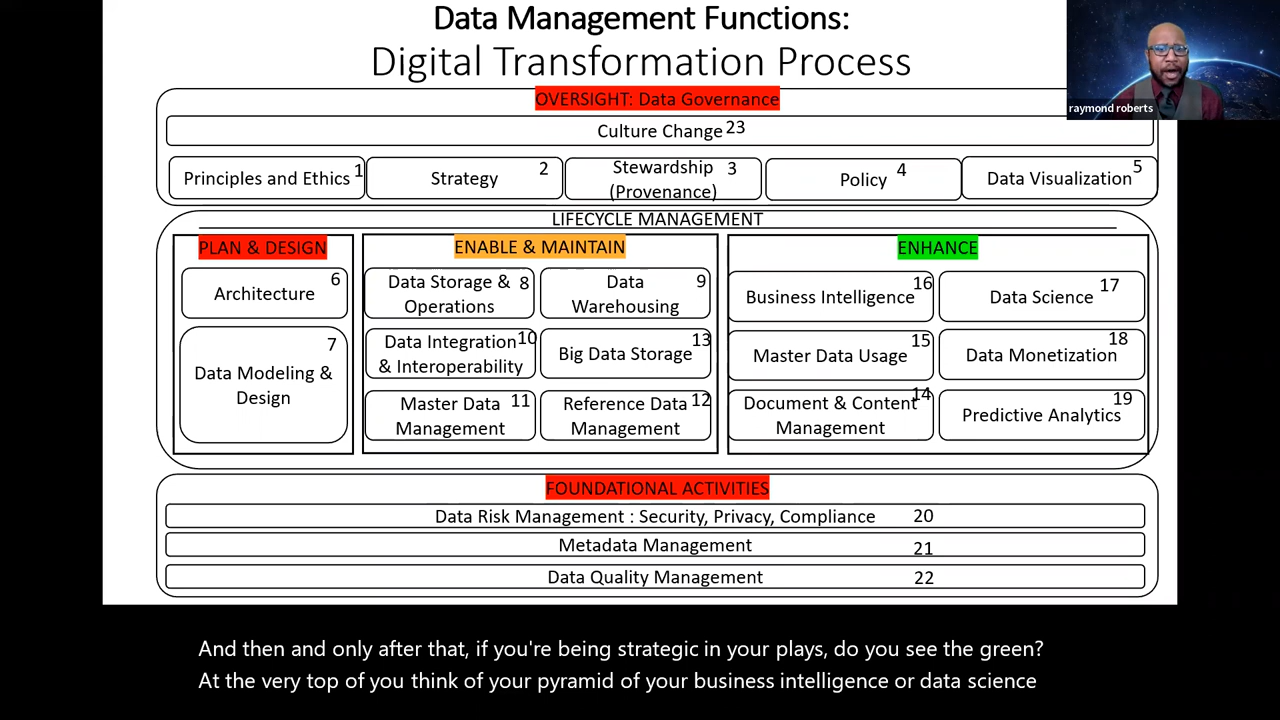 Data Management Functions:
Digital Transformation Process
raymond roberts
OVERSIGHT: Data Governance
Culture Change 23
Principles and Ethics 1
Strategy 2
Stewardship 3
(Provenance)
Policy 4
Data Visualization 5
LIFECYCLE MANAGEMENT
PLAN & DESIGN
Architecture 6
7
Data Modeling &
Design
ENABLE & MAINTAIN
Data Storage & 8
Operations
Data 9
Warehousing
Data Integration 10
& Interoperability
Big Data Storage 13
Master Data 11
Management
Reference Data 12
Management
ENHANCE
Business Intelligence 16
Data Science 17
Master Data Usage 15
Data Monetization 18
Document & Content 14
Management
Predictive Analytics 19
FOUNDATIONAL ACTIVITIES
Data Risk Management : Security, Privacy, Compliance 20
Metadata Management 21
Data Quality Management 22
And then and only after that, if you're being strategic in your plays, do you see the green?
At the very top of you think of your pyramid of your business intelligence or data science